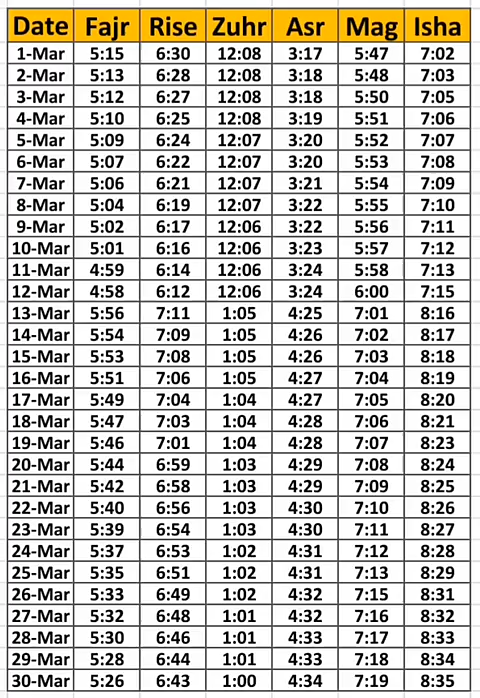 Date Fajr Rise Zuhr Asr Mag Isha
1-Mar 5:15 6:30 12:08 3:17 5:47 7:02
2-Mar 5:13 6:28 12:08 3:18 5:48 7:03
3-Mar 5:12 6:27 12:08 3:18 5:50 7:05
4-Mar 5:10 6:25 12:08 3:19 5:51 7:06
5-Mar 5:09 6:24 12:07 3:20 5:52 7:07
6-Mar 5:07 6:22 12:07 3:20 5:53 7:08
7-Mar 5:06 6:21 12:07 3:21 5:54 7:09
8-Mar 5:04 6:19 12:07 3:22 5:55 7:10
9-Mar 5:02 6:17 12:06 3:22 5:56 7:11
10-Mar 5:01 6:16 12:06 3:23 5:57 7:12
11-Mar 4:59 6:14 12:06 3:24 5:58 7:13
12-Mar 4:58 6:12 12:06 3:24 6:00 7:15
13-Mar 5:56 7:11 1:05 4:25 7:01 8:16
14-Mar 5:54 7:09 1:05 4:26 7:02 8:17
15-Mar 5:53 7:08 1:05 4:26 7:03 8:18
16-Mar 5:51 7:06 1:05 4:27 7:04 8:19
17-Mar 5:49 7:04 1:04 4:27 7:05 8:20
18-Mar 5:47 7:03 1:04 4:28 7:06 8:21
19-Mar 5:46 7:01 1:04 4:28 7:07 8:23
20-Mar 5:44 6:59 1:03 4:29 7:08 8:24
21-Mar 5:42 6:58 1:03 4:29 7:09 8:25
22-Mar 5:40 6:56 1:03 4:30 7:10 8:26
23-Mar 5:39 6:54 1:03 4:30 7:11 8:27
24-Mar 5:37 6:53 1:02 4:31 7:12 8:28
25-Mar 5:35 6:51 1:02 4:31 7:13 8:29
26-Mar 5:33 6:49 1:02 4:32 7:15 8:31
27-Mar 5:32 6:48 1:01 4:32 7:16 8:32
28-Mar 5:30 6:46 1:01 4:33 7:17 8:33
29-Mar 5:28 6:44 1:01 4:33 7:18 8:34
30-Mar 5:26 6:43 1:00 4:34 7:19 8:35